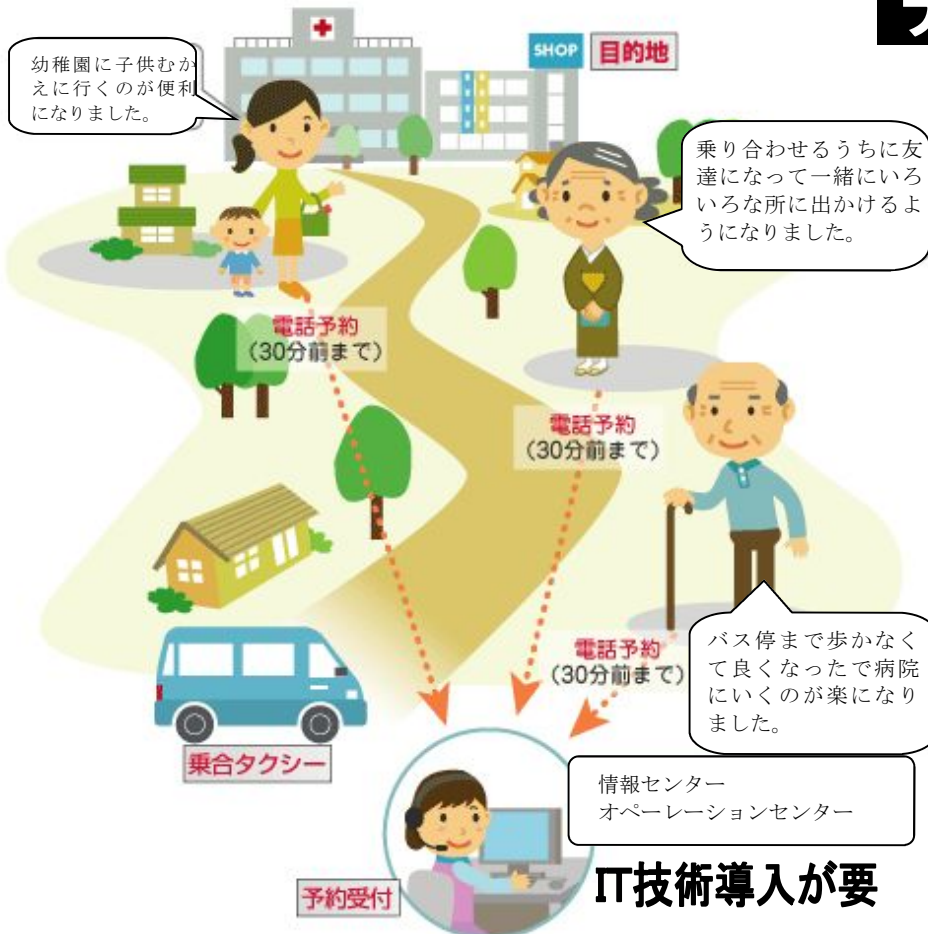 幼稚園に子供むか
えに行くのが便利
になりました。
SHOP
目的地
乗り合わせるうちに友
達になって一緒にいろ
いろな所に出かけるよ
うになりました。
電話予約
(30分前まで)
電話予約
(30分前まで)
電話予約
(30分前まで)
バス停まで歩かなく
て良くなったで病院
にいくのが楽になり
ました。
乗合タクシー
情報センター
オペーレーションセンター
予約受付
IT技術導入が要